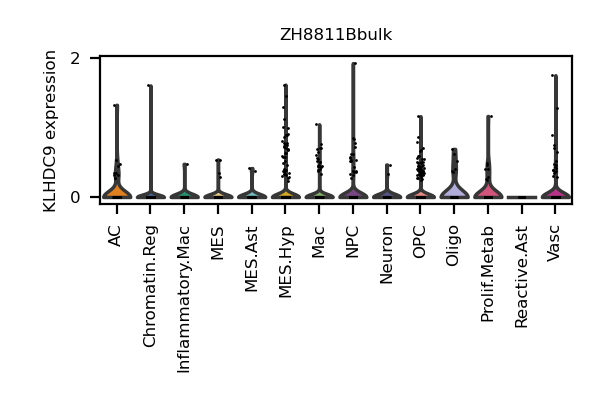 ZH8811Bbulk
KLHDC9 expression
2
0
AC
Chromatin.Reg
Inflammatory.Mac
MES
MES.Ast
MES.Hyp
Mac
NPC
Neuron
OPC
Oligo
Prolif.Metab
Reactive.Ast
Vasc